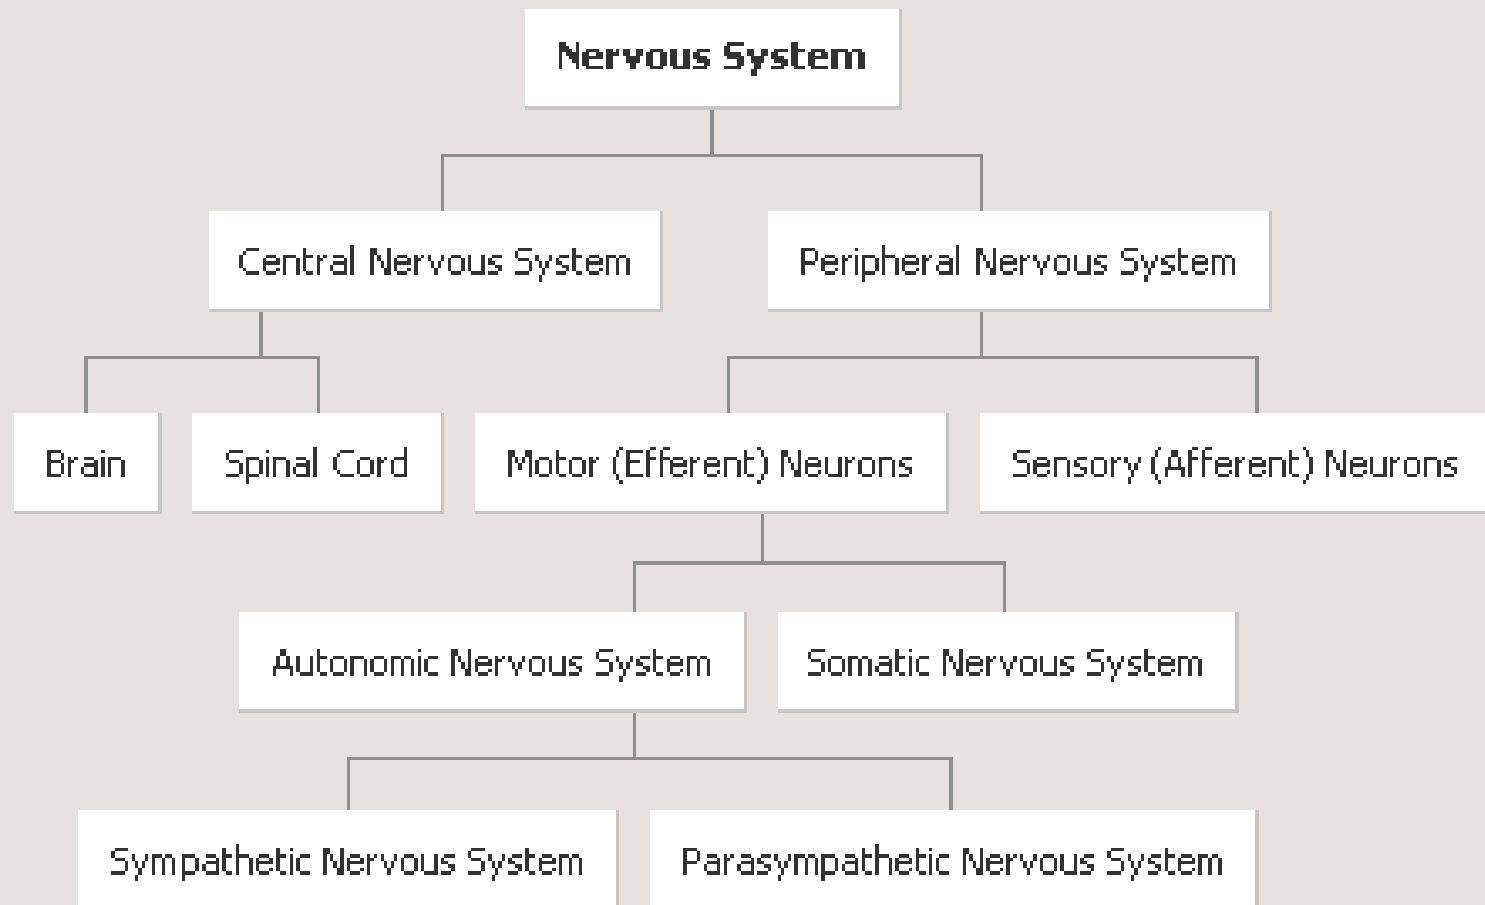 Nervous System
Central Nervous System
Peripheral Nervous System
Brain
Spinal Cord
Motor (Efferent) Neurons
Sensory (Afferent) Neurons
Autonomic Nervous System
Somatic Nervous System
Sympathetic Nervous System
Parasympathetic Nervous System